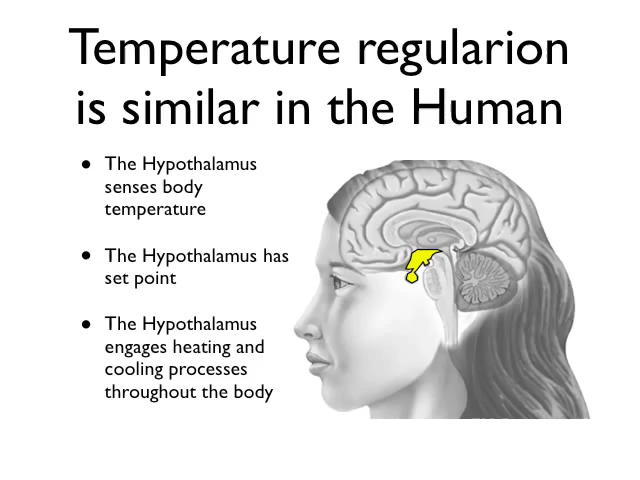 Temperature regularion
is similar in the Human
• The Hypothalamus
senses body
temperature
• The Hypothalamus has
set point
• The Hypothalamus
engages heating and
cooling processes
throughout the body